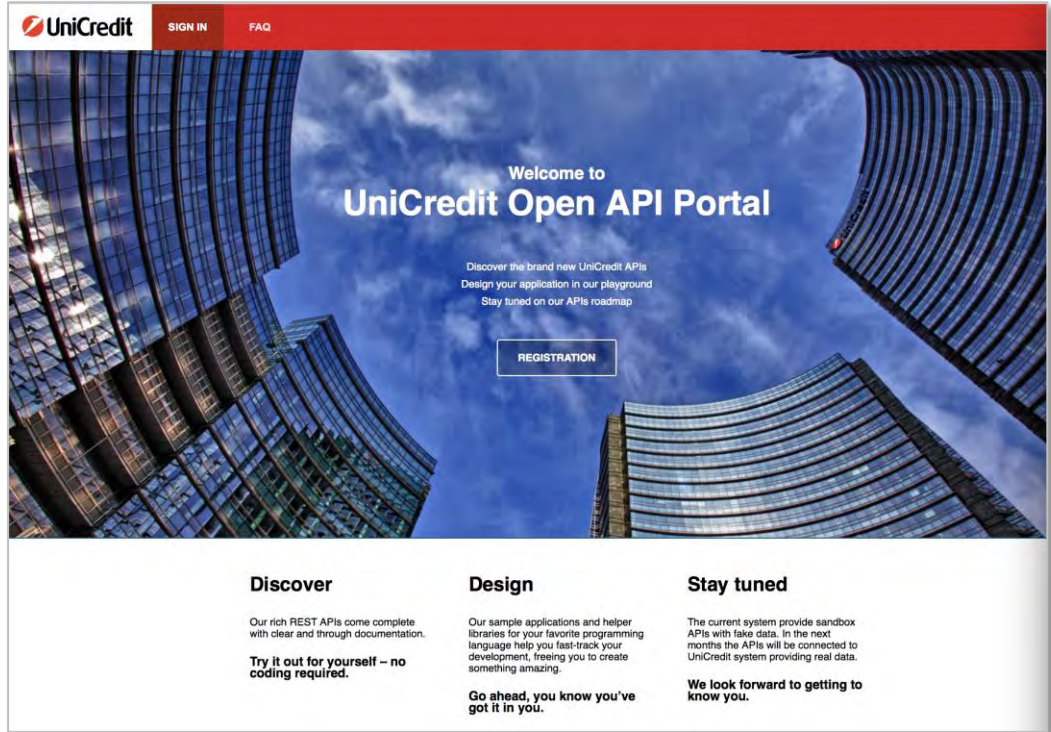 UniCredit
SIGN IN
FAQ
Welcome to
UniCredit Open API Portal
UniCredit
Discover the brand new UniCredit APIs
Design your application in our playground
Stay tuned on our APIs roadmap
REGISTRATION
Discover
Our rich REST APIs come complete
with clear and through documentation.
Try it out for yourself – no
coding required.
Design
Our sample applications and helper
libraries for your favorite programming
language help you fast-track your
development, freeing you to create
something amazing.
Go ahead, you know you've
got it in you.
Stay tuned
The current system provide sandbox
APIs with fake data. In the next
months the APIs will be connected to
UniCredit system providing real data.
We look forward to getting to
know you.